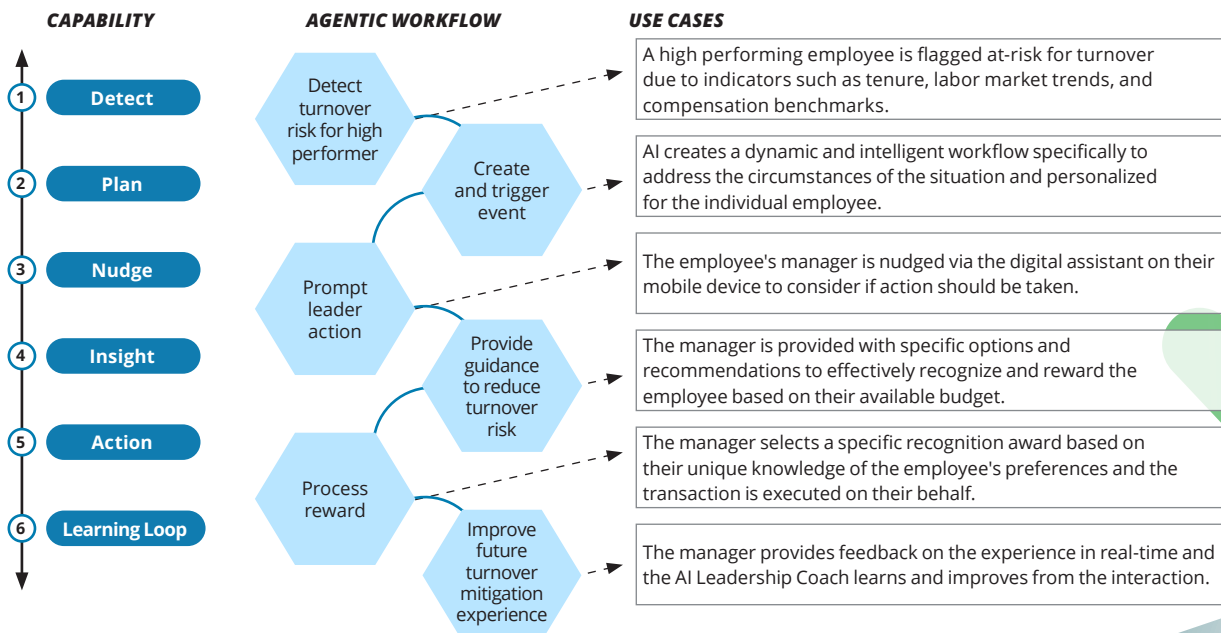 CAPABILITY
AGENTIC WORKFLOW
USE CASES
1
Detect
Detect
turnover
risk for high
performer
A high performing employee is flagged at-risk for turnover
due to indicators such as tenure, labor market trends, and
compensation benchmarks.
2
Plan
Create
and trigger
event
AI creates a dynamic and intelligent workflow specifically to
address the circumstances of the situation and personalized
for the individual employee.
3
Nudge
Prompt
leader
action
The employee's manager is nudged via the digital assistant on their
mobile device to consider if action should be taken.
4
Insight
Provide
guidance
to reduce
turnover
risk
The manager is provided with specific options and
recommendations to effectively recognize and reward the
employee based on their available budget.
5
Action
Process
reward
The manager selects a specific recognition award based on
their unique knowledge of the employee's preferences and the
transaction is executed on their behalf.
6
Learning Loop
Improve
future
turnover
mitigation
experience
The manager provides feedback on the experience in real-time and
the AI Leadership Coach learns and improves from the interaction.